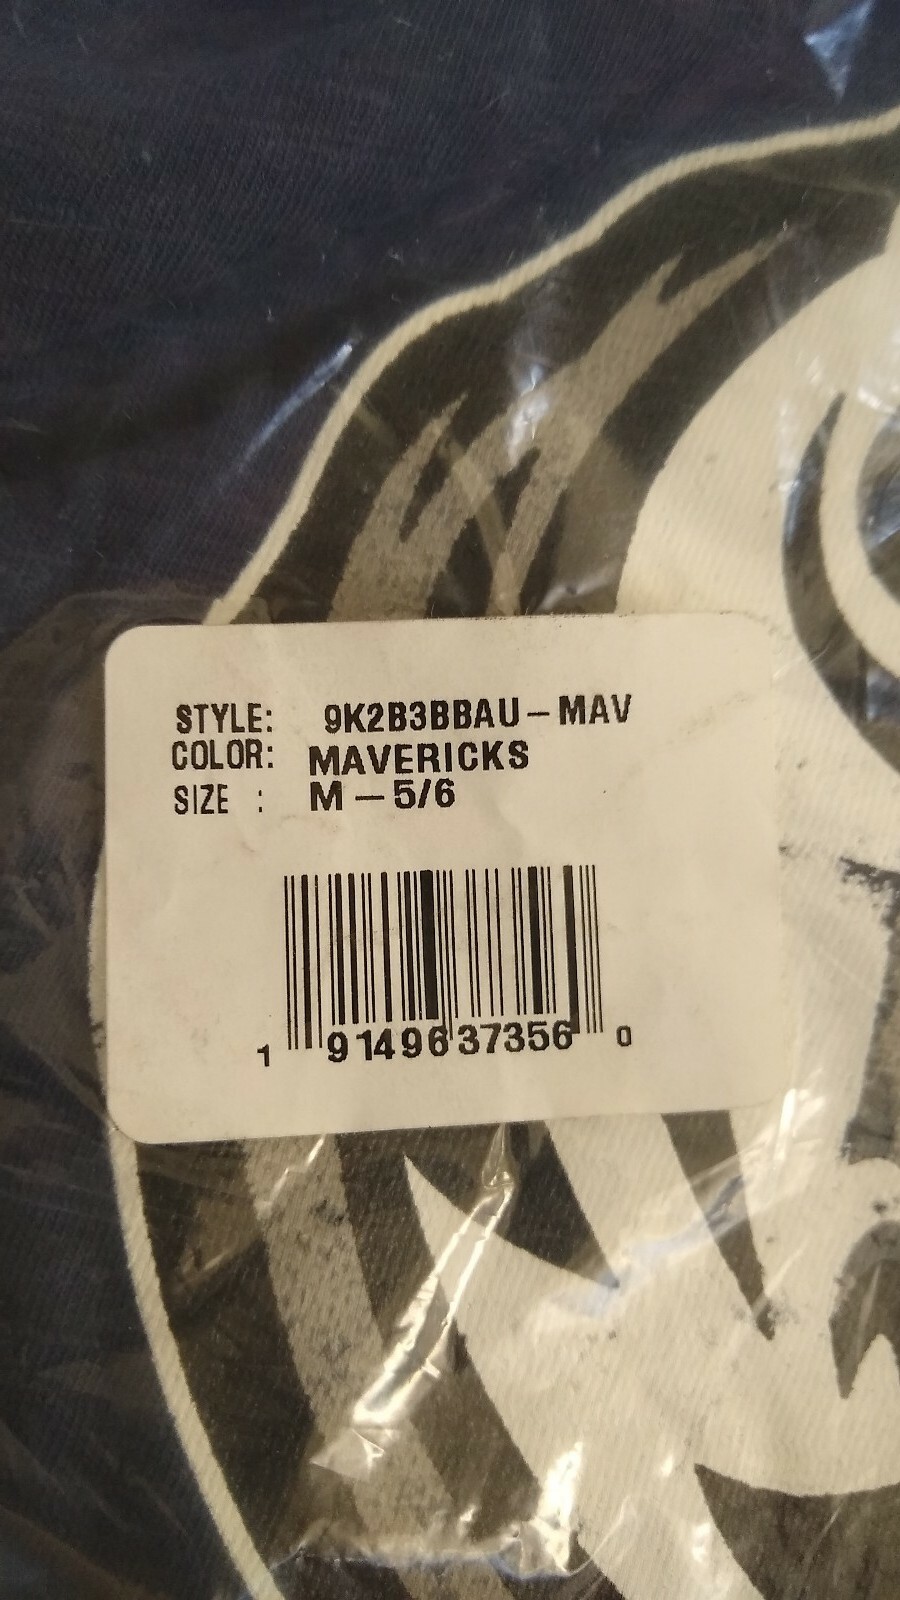 STYLE: 9K2B3BBAU-MAV
COLOR: MAVERICKS
SIZE : M-5/6
1 91496 37356 0